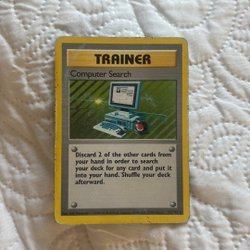 TRAINER
Computer Search
Discard 2 of the other cards from
your hand in order to search
your deck for any card and put it
into your hand. Shuffle your deck
afterward.